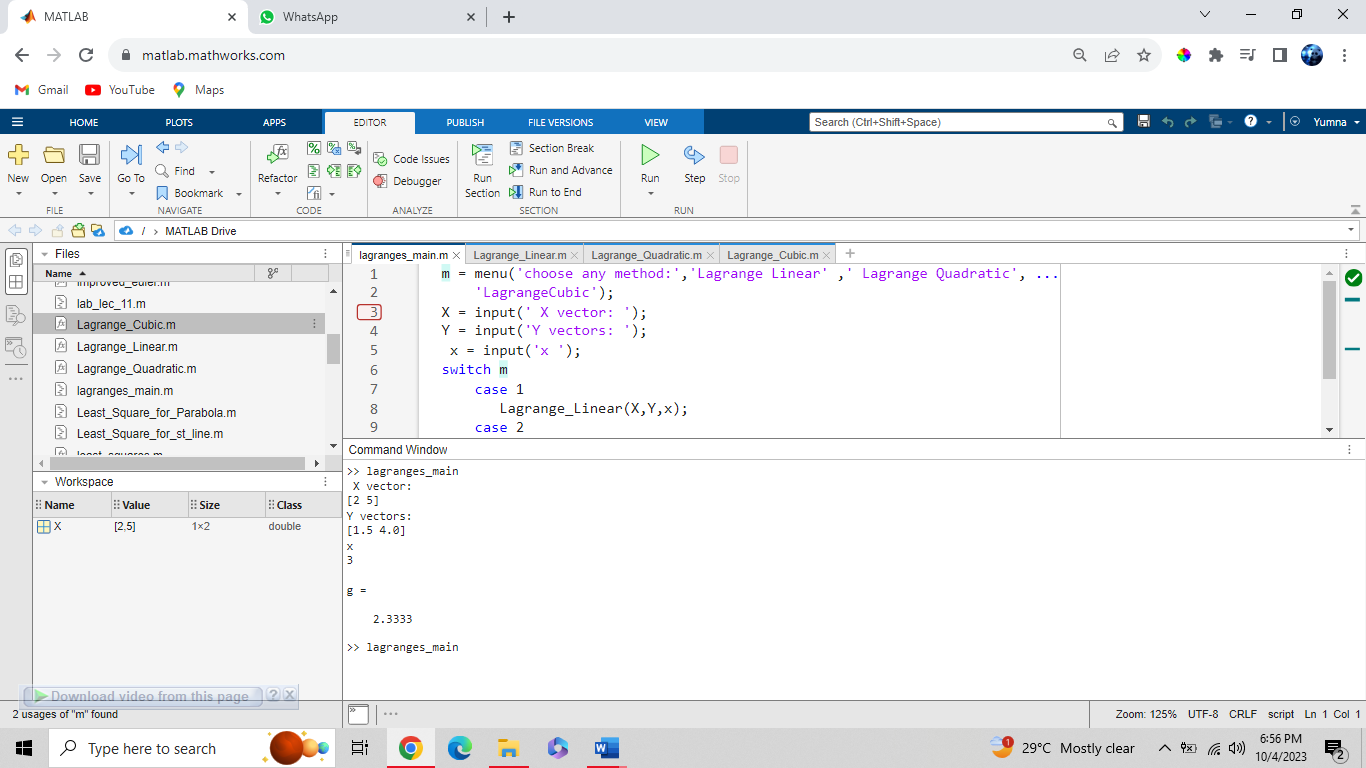 MATLAB
WhatsApp
matlab.mathworks.com
Gmail YouTube Maps
HOME PLOTS APPS EDITOR PUBLISH FILE VERSIONS VIEW Search (Ctrl+Shift+Space) Yumna
New Open Save
FILE
Go To Find Bookmark
NAVIGATE
Refactor
CODE
Code Issues
Debugger
ANALYZE
Run Section
Section Break
Run and Advance
Run to End
SECTION
Run Step Stop
RUN
/ > MATLAB Drive
Files
Name
improved_euler.m
lab_lec_11.m
Lagrange_Cubic.m
Lagrange_Linear.m
Lagrange_Quadratic.m
lagranges_main.m
Least_Square_for_Parabola.m
Least_Square_for_st_line.m
least_squares.m
Workspace
Name Value Size Class
X [2,5] 1×2 double
Download video from this page ? X
2 usages of "m" found
lagranges_main.m Lagrange_Linear.m Lagrange_Quadratic.m Lagrange_Cubic.m
1 m = menu('choose any method:','Lagrange Linear' ,' Lagrange Quadratic', ...
2 'LagrangeCubic');
3 X = input(' X vector: ');
4 Y = input('Y vectors: ');
5 x = input('x ');
6 switch m
7 case 1
8 Lagrange_Linear(X,Y,x);
9 case 2
Command Window
>> lagranges_main
X vector:
[2 5]
Y vectors:
[1.5 4.0]
x
3
g =
2.3333
>> lagranges_main
Zoom: 125% UTF-8 CRLF script Ln 1 Col 1
Type here to search
1
29°C Mostly clear
6:56 PM
10/4/2023
2